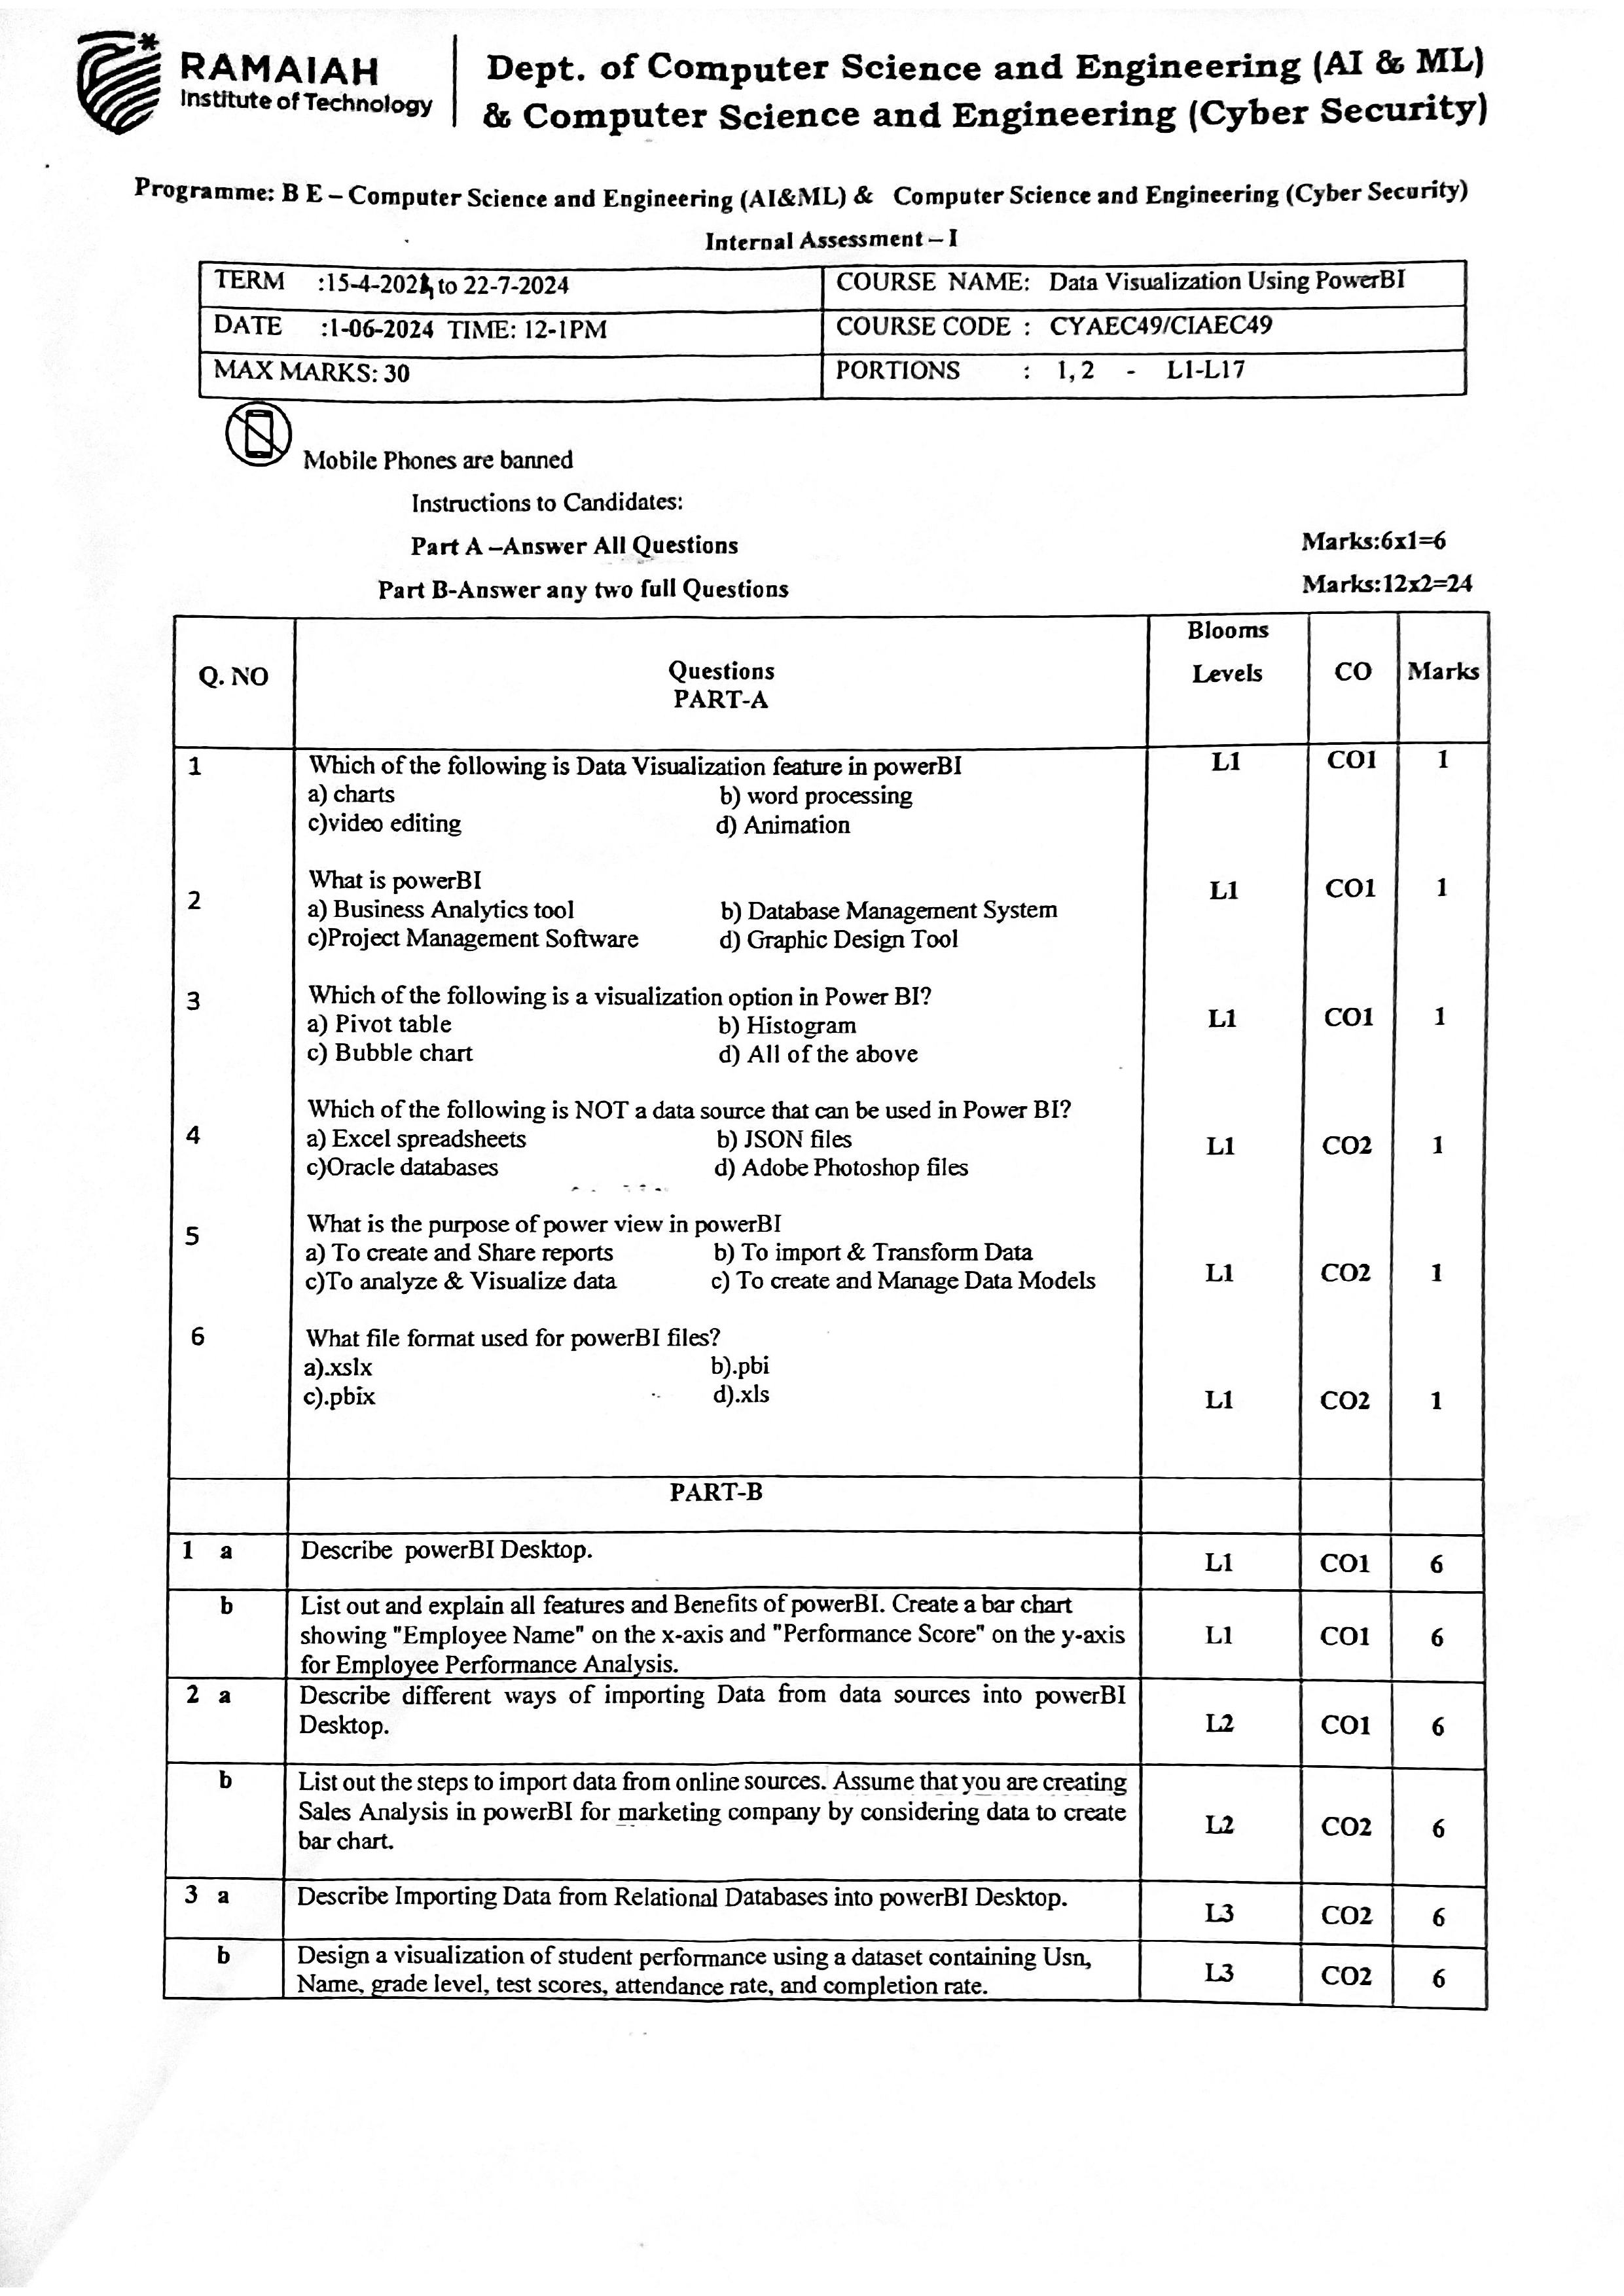 RAMAIAH
Institute of Technology
Dept. of Computer Science and Engineering (AI & ML)
& Computer Science and Engineering (Cyber Security)
Programme: B E – Computer Science and Engineering (AI&ML) & Computer Science and Engineering (Cyber Security)
Internal Assessment – I
TERM :15-4-2024 to 22-7-2024 COURSE NAME: Data Visualization Using PowerBI
DATE :1-06-2024 TIME: 12-1PM COURSE CODE : CYAEC49/CIAEC49
MAX MARKS: 30 PORTIONS : 1, 2 - L1-L17
Mobile Phones are banned
Instructions to Candidates:
Part A –Answer All Questions Marks:6x1=6
Part B-Answer any two full Questions Marks:12x2=24
Q. NO Questions PART-A Blooms Levels CO Marks
1 Which of the following is Data Visualization feature in powerBI L1 CO1 1
a) charts b) word processing
c)video editing d) Animation
2 What is powerBI L1 CO1 1
a) Business Analytics tool b) Database Management System
c)Project Management Software d) Graphic Design Tool
3 Which of the following is a visualization option in Power BI? L1 CO1 1
a) Pivot table b) Histogram
c) Bubble chart d) All of the above
4 Which of the following is NOT a data source that can be used in Power BI? L1 CO2 1
a) Excel spreadsheets b) JSON files
c)Oracle databases d) Adobe Photoshop files
5 What is the purpose of power view in powerBI L1 CO2 1
a) To create and Share reports b) To import & Transform Data
c)To analyze & Visualize data c) To create and Manage Data Models
6 What file format used for powerBI files? L1 CO2 1
a).xslx b).pbi
c).pbix d).xls
PART-B
1 a Describe powerBI Desktop. L1 CO1 6
b List out and explain all features and Benefits of powerBI. Create a bar chart
showing "Employee Name" on the x-axis and "Performance Score" on the y-axis L1 CO1 6
for Employee Performance Analysis.
2 a Describe different ways of importing Data from data sources into powerBI
Desktop. L2 CO1 6
b List out the steps to import data from online sources. Assume that you are creating
Sales Analysis in powerBI for marketing company by considering data to create L2 CO2 6
bar chart.
3 a Describe Importing Data from Relational Databases into powerBI Desktop. L3 CO2 6
b Design a visualization of student performance using a dataset containing Usn,
Name, grade level, test scores, attendance rate, and completion rate. L3 CO2 6